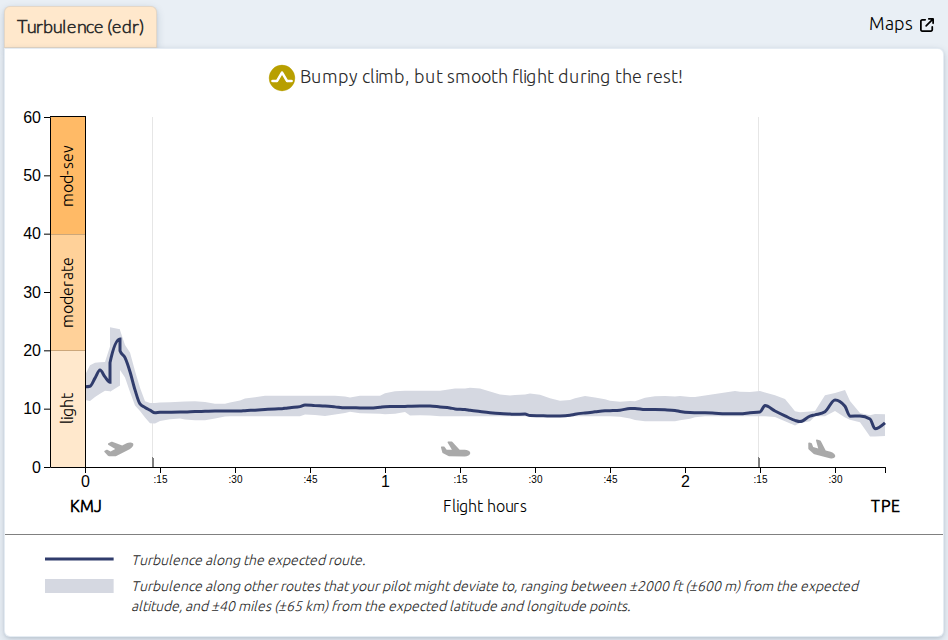 Turbulence (edr)
Maps
Bumpy climb, but smooth flight during the rest!
60
50
40
30
20
10
0
mod-sev
moderate
light
0 :15 :30 :45 1 :15 :30 :45 2 :15 :30
KMJ Flight hours TPE
Turbulence along the expected route.
Turbulence along other routes that your pilot might deviate to, ranging between ±2000 ft (±600 m) from the expected
altitude, and ±40 miles (±65 km) from the expected latitude and longitude points.